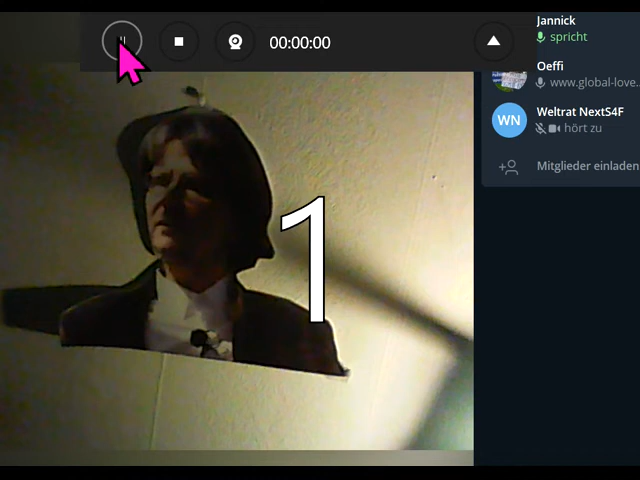 00:00:00
Jannick
spricht
Oeffi
www.global-love..
WN
Weltrat NextS4F
hört zu
Mitglieder einladen
1